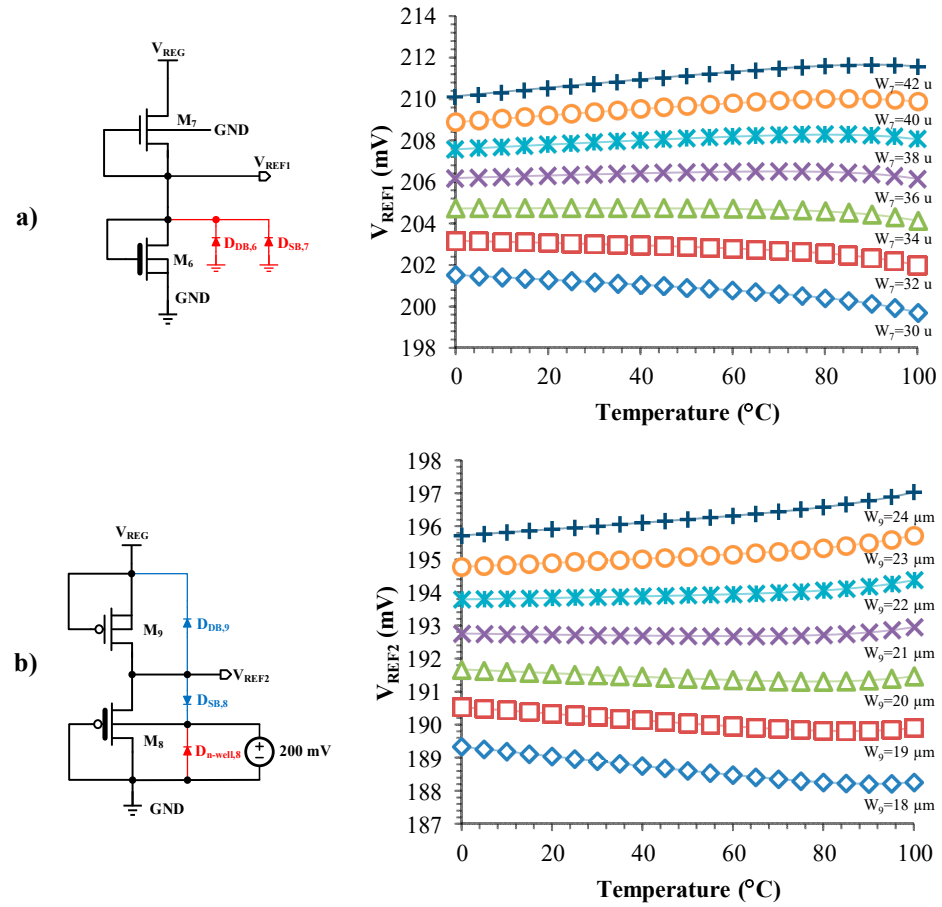 a)
V_REG
M_7
GND
V_REF1
D_DB,6
D_SB,7
M_6
GND
V_REF1 (mV)
214
212
210
208
206
204
202
200
198
W_7=42 u
W_7=40 u
W_7=38 u
W_7=36 u
W_7=34 u
W_7=32 u
W_7=30 u
0 20 40 60 80 100
Temperature (°C)
b)
V_REG
M_9
D_DB,9
V_REF2
D_SB,8
M_8
D_n-well,8
200 mV
GND
V_REF2 (mV)
198
197
196
195
194
193
192
191
190
189
188
187
W_9=24 µm
W_9=23 µm
W_9=22 µm
W_9=21 µm
W_9=20 µm
W_9=19 µm
W_9=18 µm
0 20 40 60 80 100
Temperature (°C)